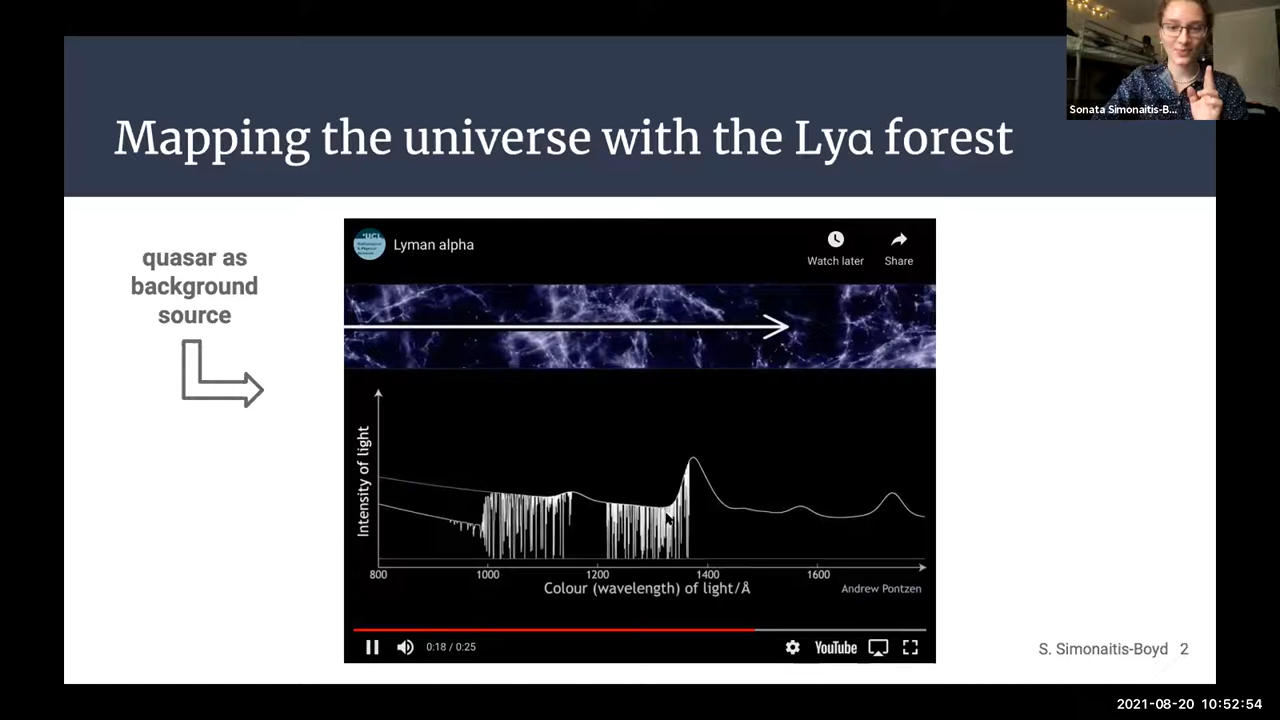 Sonata Simonaitis-B...
Mapping the universe with the Lyα forest
quasar as
background
source
UCL
Lyman alpha
Watch later
Share
Intensity of light
800
1000
1200
1400
1600
Colour (wavelength) of light/Å
Andrew Pontzen
0:18 / 0:25
YouTube
S. Simonaitis-Boyd 2
2021-08-20 10:52:54